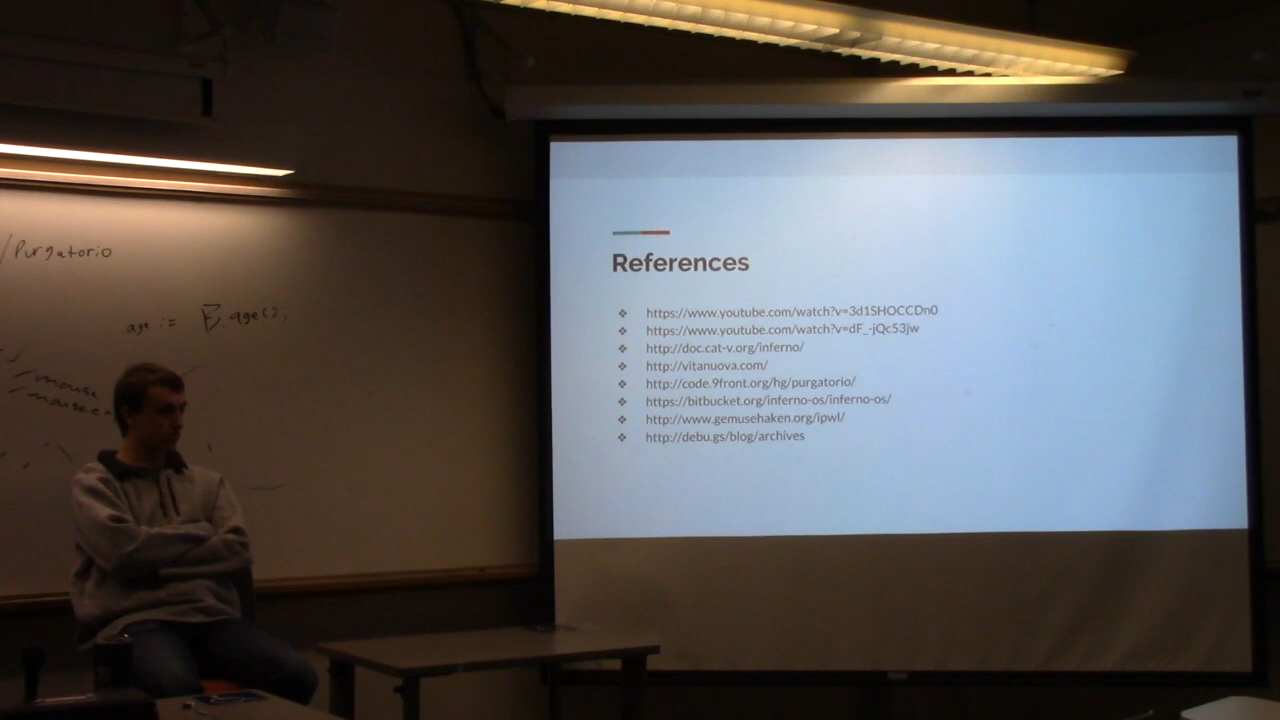 /Purgatorio
age := B.age();
/mouse
References
❖ https://www.youtube.com/watch?v=3d1SHOCCDn0
❖ https://www.youtube.com/watch?v=dF_-jQc53jw
❖ http://doc.cat-v.org/inferno/
❖ http://vitanuova.com/
❖ http://code.9front.org/hg/purgatorio/
❖ https://bitbucket.org/inferno-os/inferno-os/
❖ http://www.gemusehaken.org/ipwl/
❖ http://debu.gs/blog/archives